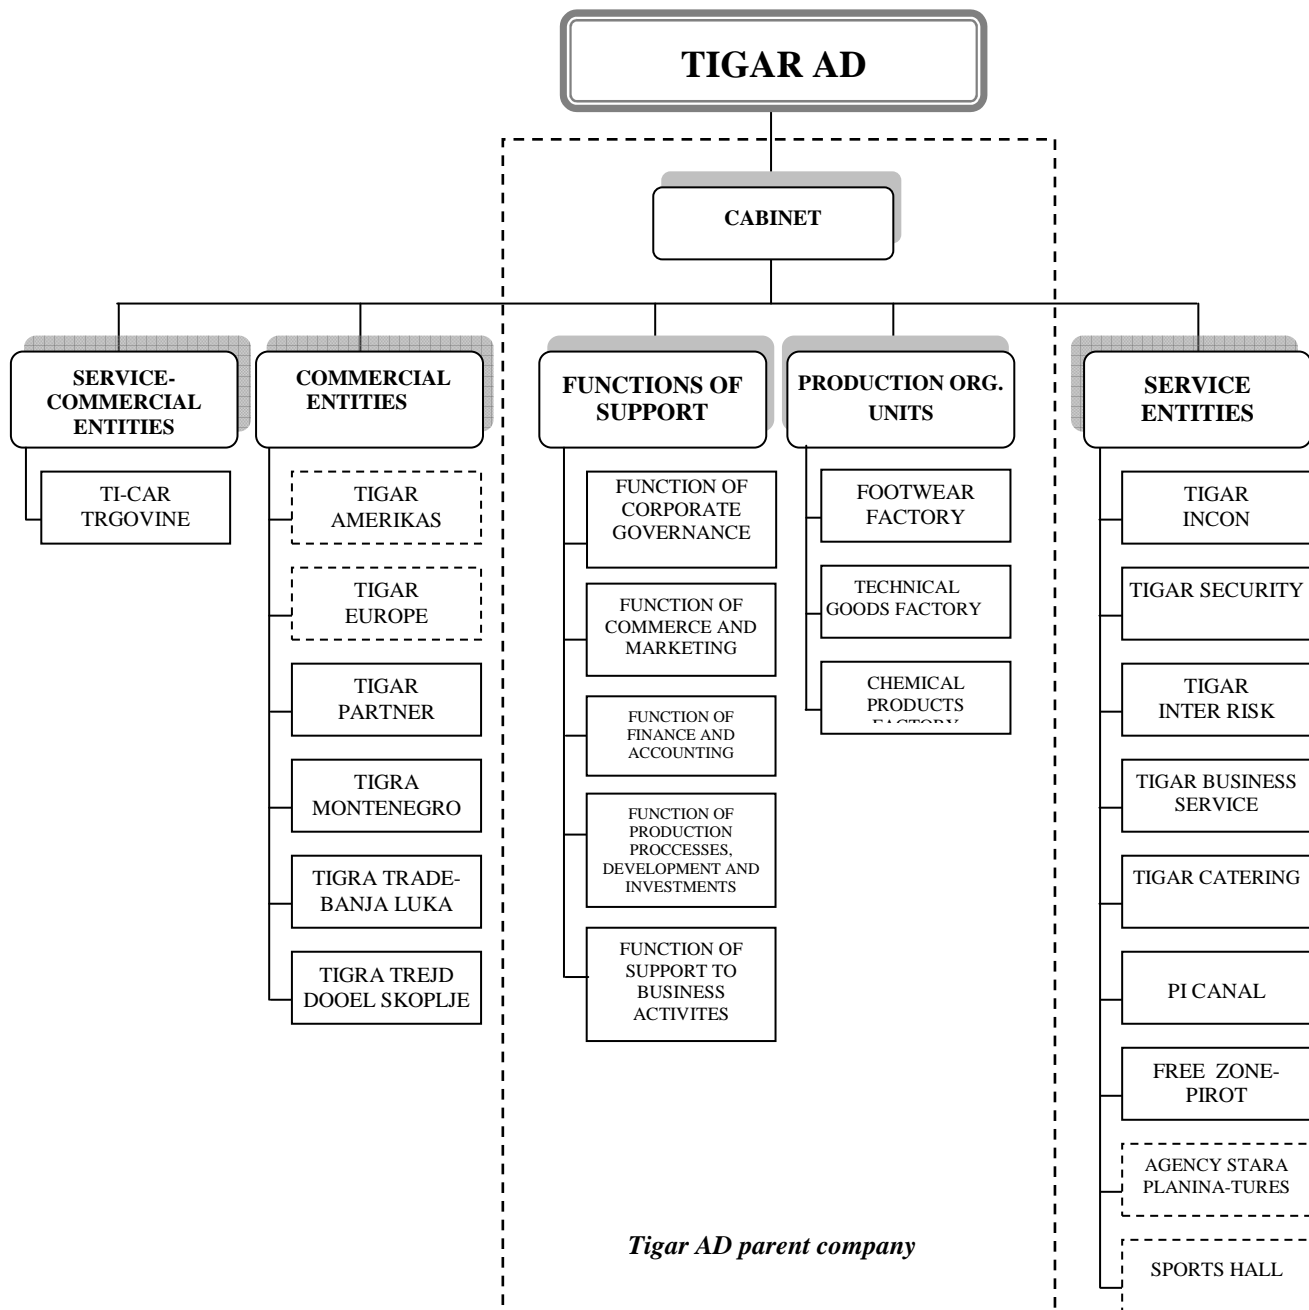 TIGAR AD
CABINET
SERVICE-
COMMERCIAL
ENTITIES
TI-CAR
TRGOVINE
COMMERCIAL
ENTITIES
TIGAR
AMERIKAS
TIGAR
EUROPE
TIGAR
PARTNER
TIGRA
MONTENEGRO
TIGRA TRADE-
BANJA LUKA
TIGRA TREJD
DOOEL SKOPLJE
FUNCTIONS OF
SUPPORT
FUNCTION OF
CORPORATE
GOVERNANCE
FUNCTION OF
COMMERCE AND
MARKETING
FUNCTION OF
FINANCE AND
ACCOUNTING
FUNCTION OF
PRODUCTION
PROCCESSES,
DEVELOPMENT AND
INVESTMENTS
FUNCTION OF
SUPPORT TO
BUSINESS
ACTIVITES
PRODUCTION ORG.
UNITS
FOOTWEAR
FACTORY
TECHNICAL
GOODS FACTORY
CHEMICAL
PRODUCTS
FACTORY
SERVICE
ENTITIES
TIGAR
INCON
TIGAR SECURITY
TIGAR
INTER RISK
TIGAR BUSINESS
SERVICE
TIGAR CATERING
PI CANAL
FREE ZONE-
PIROT
AGENCY STARA
PLANINA-TURES
SPORTS HALL
Tigar AD parent company